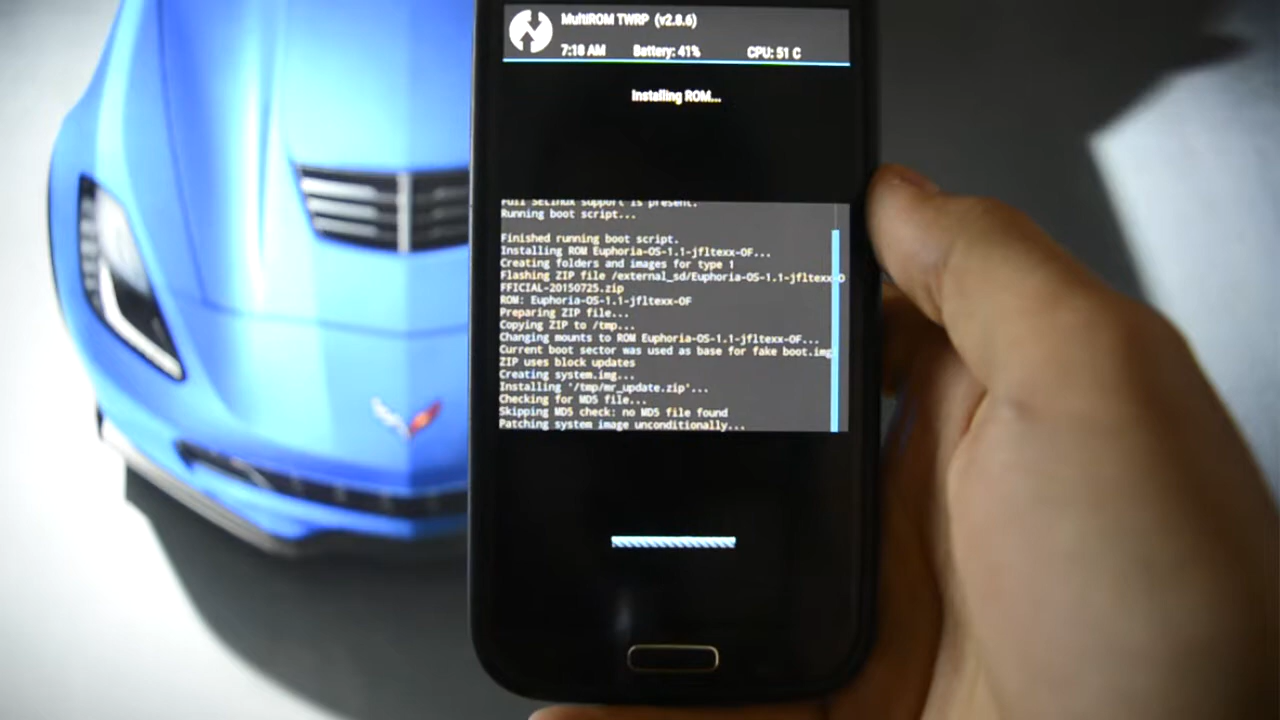 MultiROM TWRP (v2.8.6)
7:18 AM Battery: 41% CPU: 51 C
Installing ROM...
Full SELinux support is present.
Running boot script...
Finished running boot script.
Installing ROM Euphoria-OS-1.1-jfltexx-OF...
Creating folders and images for type 1
Flashing ZIP file /external_sd/Euphoria-OS-1.1-jfltexx-O
FFICIAL-20150725.zip
ROM: Euphoria-OS-1.1-jfltexx-OF
Preparing ZIP file...
Copying ZIP to /tmp...
Changing mounts to ROM Euphoria-OS-1.1-jfltexx-OF...
Current boot sector was used as base for fake boot.img
ZIP uses block updates
Creating system.img...
Installing '/tmp/mr_update.zip'...
Checking for MD5 file...
Skipping MD5 check: no MD5 file found
Patching system image unconditionally...